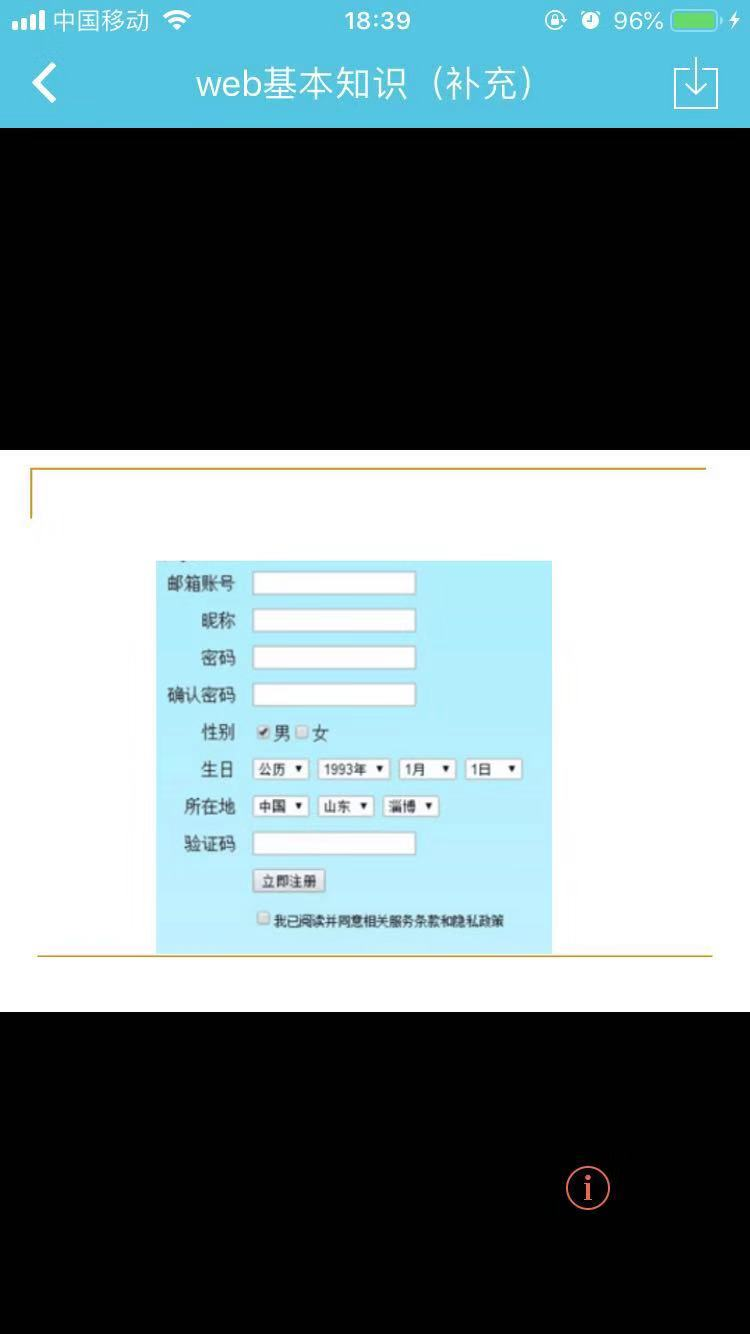 中国移动 18:39 96%
web基本知识（补充）
邮箱账号
昵称
密码
确认密码
性别 男 女
生日 公历 1993年 1月 1日
所在地 中国 山东 淄博
验证码
立即注册
我已阅读并同意相关服务条款和隐私政策
i